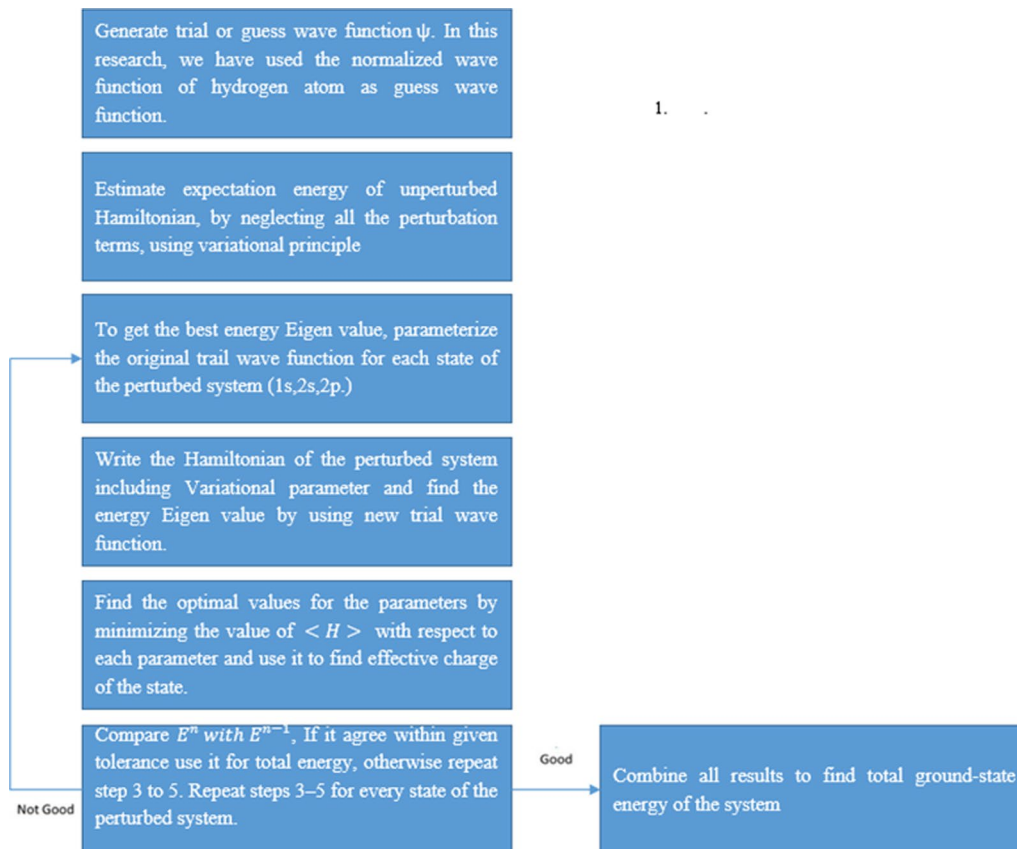 Generate trial or guess wave function ψ. In this
research, we have used the normalized wave
function of hydrogen atom as guess wave
function.
1. .
Estimate expectation energy of unperturbed
Hamiltonian, by neglecting all the perturbation
terms, using variational principle
To get the best energy Eigen value, parameterize
the original trail wave function for each state of
the perturbed system (1s,2s,2p.)
Write the Hamiltonian of the perturbed system
including Variational parameter and find the
energy Eigen value by using new trial wave
function.
Find the optimal values for the parameters by
minimizing the value of < H > with respect to
each parameter and use it to find effective charge
of the state.
Compare Eⁿ with Eⁿ⁻¹, If it agree within given
tolerance use it for total energy, otherwise repeat
step 3 to 5. Repeat steps 3–5 for every state of the
perturbed system.
Not Good
Good
Combine all results to find total ground-state
energy of the system